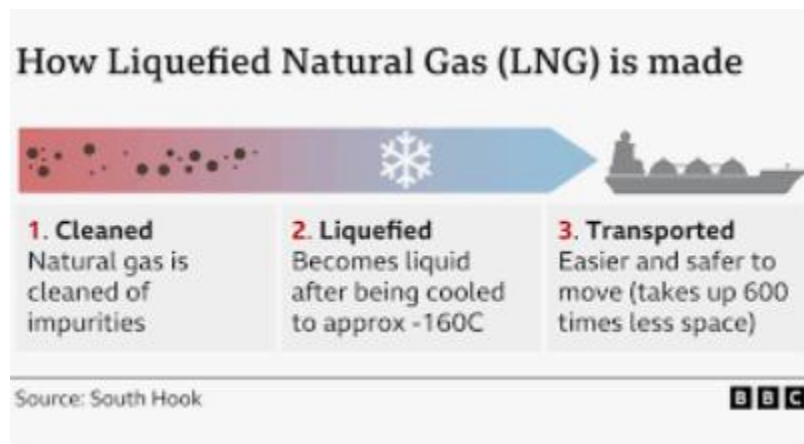 How Liquefied Natural Gas (LNG) is made
1. Cleaned
Natural gas is
cleaned of
impurities
2. Liquefied
Becomes liquid
after being cooled
to approx -160C
3. Transported
Easier and safer to
move (takes up 600
times less space)
Source: South Hook
BBC